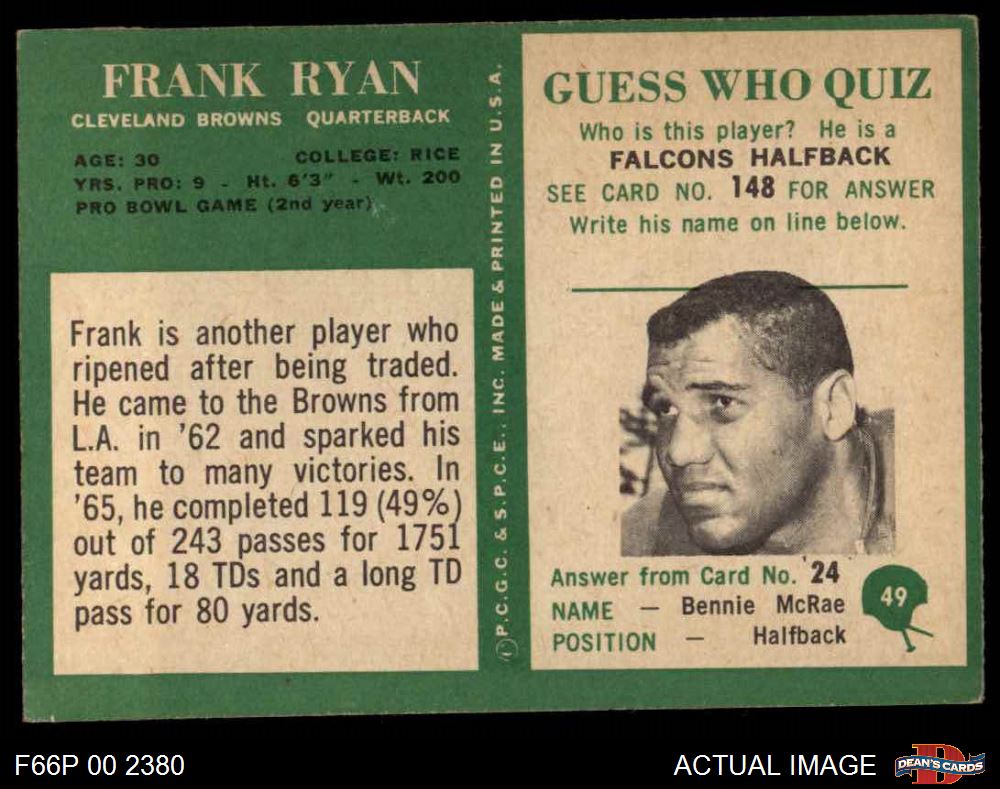 FRANK RYAN
CLEVELAND BROWNS QUARTERBACK
AGE: 30 COLLEGE: RICE
YRS. PRO: 9 - Ht. 6'3" - Wt. 200
PRO BOWL GAME (2nd year)
Frank is another player who
ripened after being traded.
He came to the Browns from
L.A. in '62 and sparked his
team to many victories. In
'65, he completed 119 (49%)
out of 243 passes for 1751
yards, 18 TDs and a long TD
pass for 80 yards.
©P.C.G.C. & S.P.C.E., INC. MADE & PRINTED IN U.S.A.
GUESS WHO QUIZ
Who is this player? He is a
FALCONS HALFBACK
SEE CARD NO. 148 FOR ANSWER
Write his name on line below.
Answer from Card No. 24
NAME — Bennie McRae
POSITION — Halfback
49
F66P 00 2380
ACTUAL IMAGE
DEAN'S CARDS